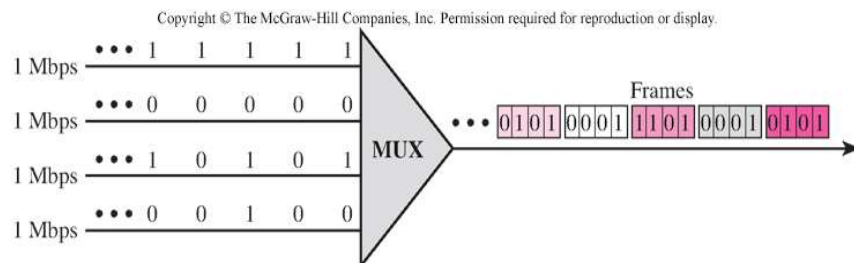 Copyright © The McGraw-Hill Companies, Inc. Permission required for reproduction or display.
1 Mbps ••• 1 1 1 1 1
1 Mbps ••• 0 0 0 0 0
1 Mbps ••• 1 0 1 0 1
1 Mbps ••• 0 0 1 0 0
MUX
Frames
••• 0101 0001 1101 0001 0101